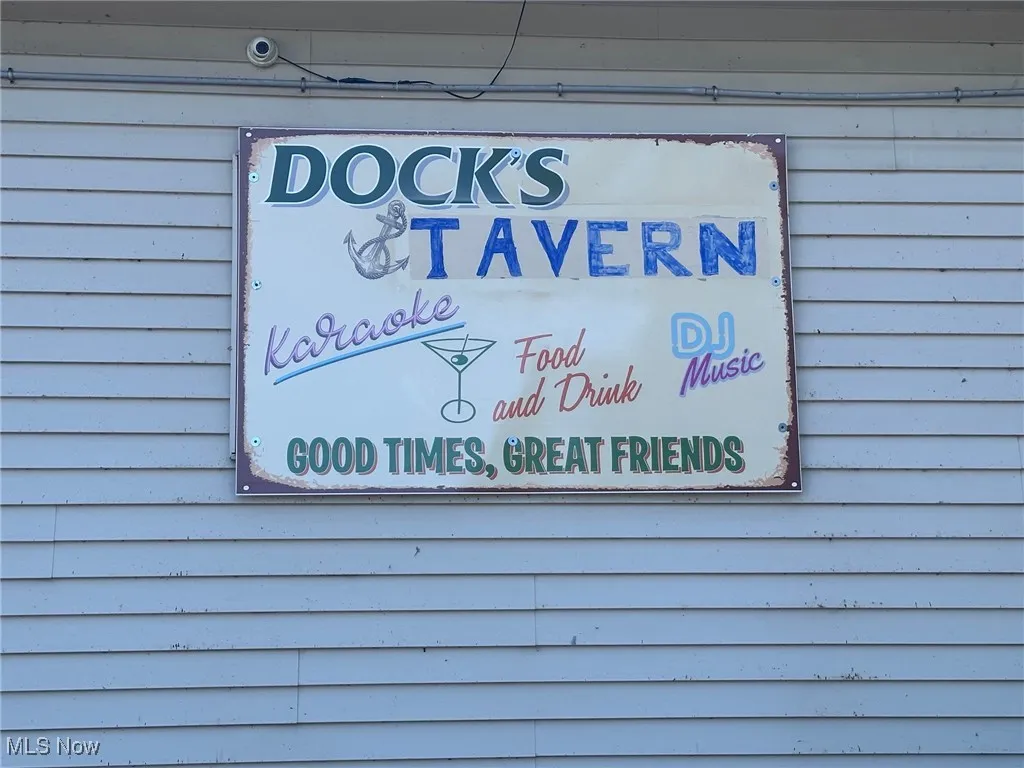 DOCK'S
TAVERN
Karaoke
Food
and Drink
DJ
Music
GOOD TIMES, GREAT FRIENDS
MLS Now